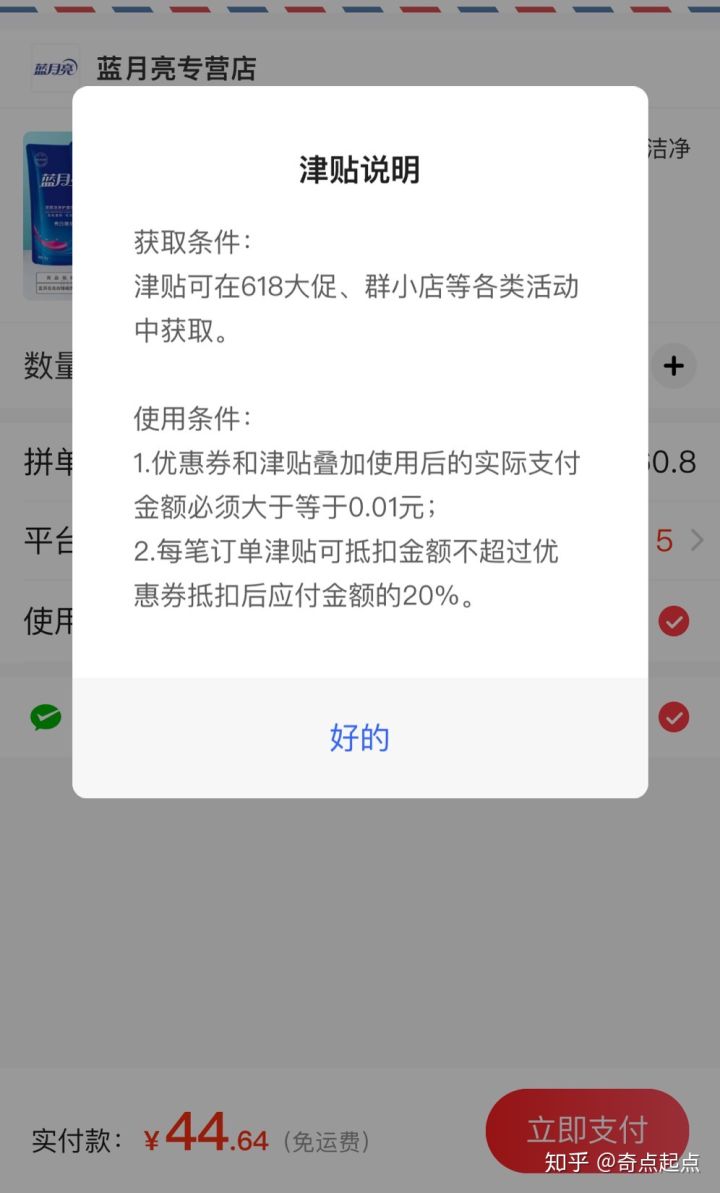 蓝月亮
蓝月亮专营店
蓝月
洁净
津贴说明
获取条件：
津贴可在618大促、群小店等各类活动
中获取。
使用条件：
1.优惠券和津贴叠加使用后的实际支付
金额必须大于等于0.01元；
2.每笔订单津贴可抵扣金额不超过优
惠券抵扣后应付金额的20%。
好的
数量
拼单
0.8
平台
5
使用
实付款：¥44.64（免运费）
立即支付
知乎 @奇点起点